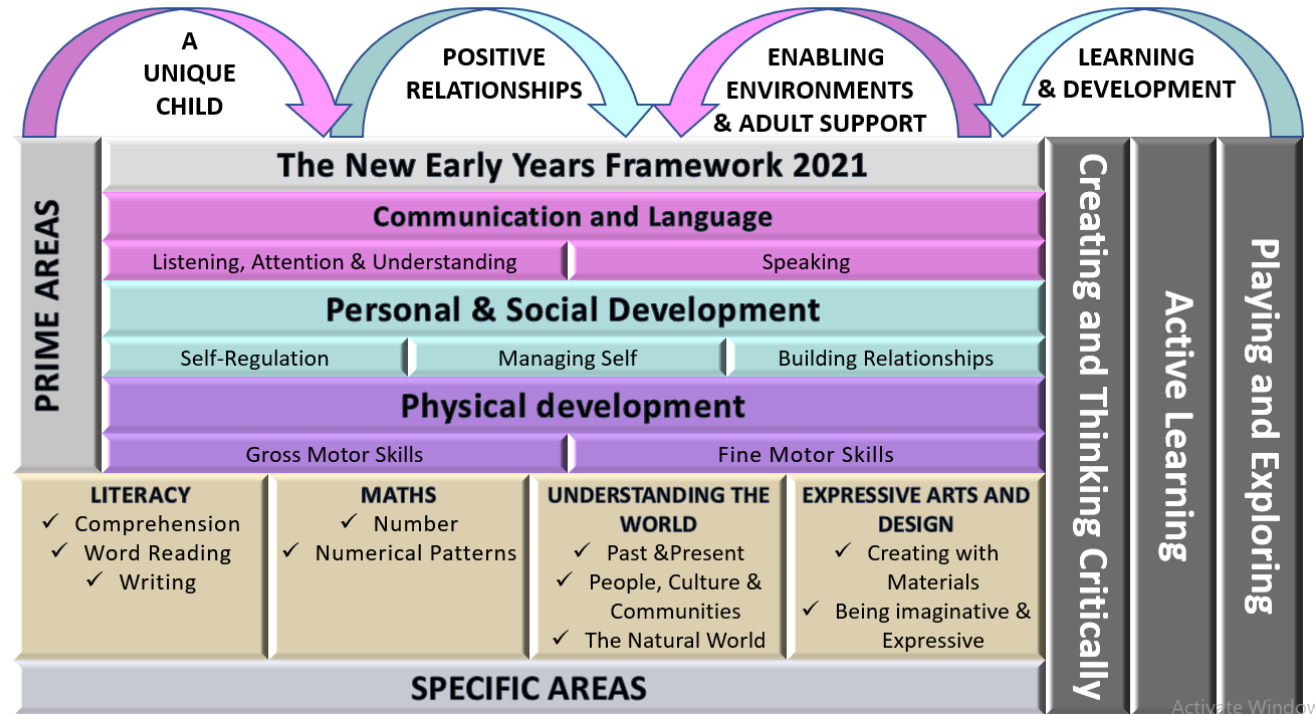 A
UNIQUE
CHILD
POSITIVE
RELATIONSHIPS
ENABLING
ENVIRONMENTS
& ADULT SUPPORT
LEARNING
& DEVELOPMENT
PRIME AREAS
The New Early Years Framework 2021
Communication and Language
Listening, Attention & Understanding
Speaking
Personal & Social Development
Self-Regulation
Managing Self
Building Relationships
Physical development
Gross Motor Skills
Fine Motor Skills
LITERACY
✓ Comprehension
✓ Word Reading
✓ Writing
MATHS
✓ Number
✓ Numerical Patterns
UNDERSTANDING THE
WORLD
✓ Past &Present
✓ People, Culture &
Communities
✓ The Natural World
EXPRESSIVE ARTS AND
DESIGN
✓ Creating with
Materials
✓ Being imaginative &
Expressive
SPECIFIC AREAS
Creating and Thinking Critically
Active Learning
Playing and Exploring
Activate Window